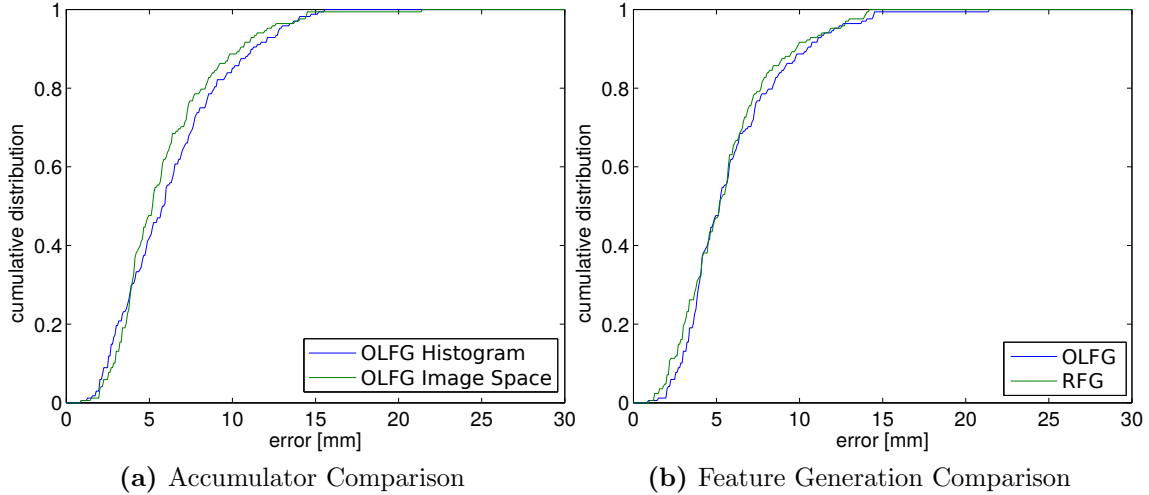 1
0.8
0.6
0.4
0.2
0
cumulative distribution
OLFG Histogram
OLFG Image Space
0 5 10 15 20 25 30
error [mm]
(a) Accumulator Comparison
1
0.8
0.6
0.4
0.2
0
cumulative distribution
OLFG
RFG
0 5 10 15 20 25 30
error [mm]
(b) Feature Generation Comparison